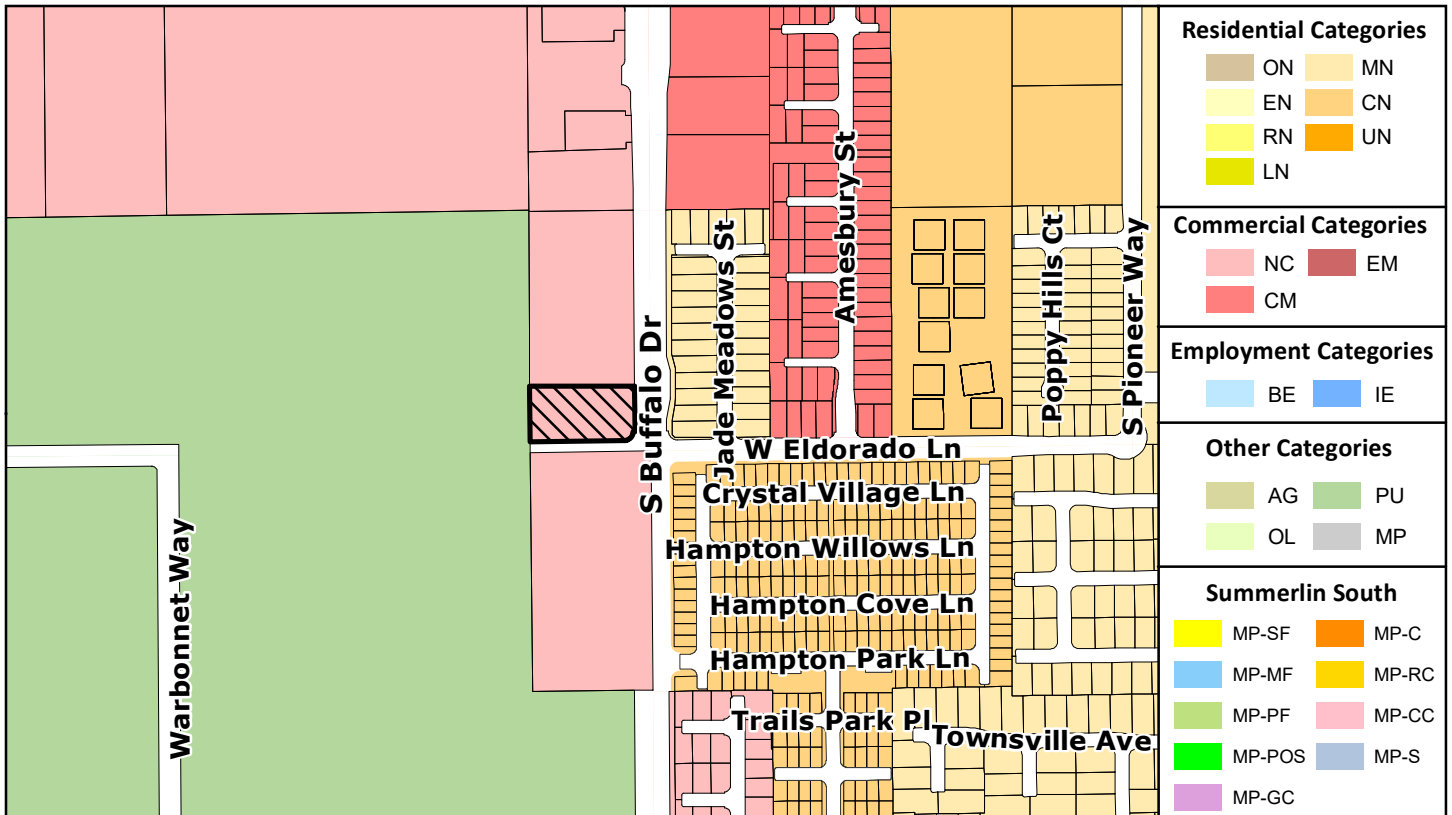 Amesbury St
Jade Meadows St
Poppy Hills Ct
S Pioneer Way
S Buffalo Dr
W Eldorado Ln
Crystal Village Ln
Hampton Willows Ln
Hampton Cove Ln
Hampton Park Ln
Warbonnet Way
Trails Park Pl
Townsville Ave
Residential Categories
ON MN
EN CN
RN UN
LN
Commercial Categories
NC EM
CM
Employment Categories
BE IE
Other Categories
AG PU
OL MP
Summerlin South
MP-SF MP-C
MP-MF MP-RC
MP-PF MP-CC
MP-POS MP-S
MP-GC